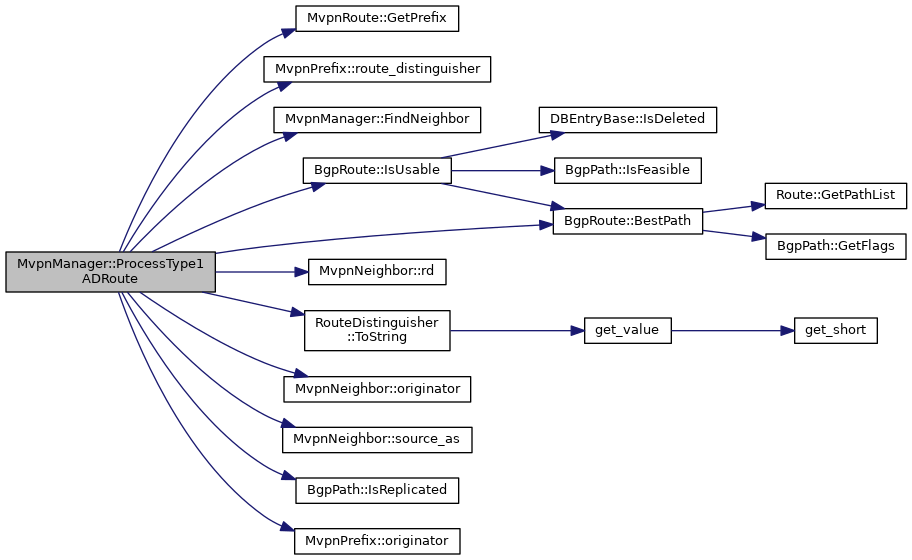 MvpnRoute::GetPrefix
MvpnPrefix::route_distinguisher
MvpnManager::FindNeighbor
DBEntryBase::IsDeleted
BgpRoute::IsUsable
BgpPath::IsFeasible
Route::GetPathList
BgpRoute::BestPath
BgpPath::GetFlags
MvpnManager::ProcessType1
ADRoute
MvpnNeighbor::rd
RouteDistinguisher
::ToString
get_value
get_short
MvpnNeighbor::originator
MvpnNeighbor::source_as
BgpPath::IsReplicated
MvpnPrefix::originator